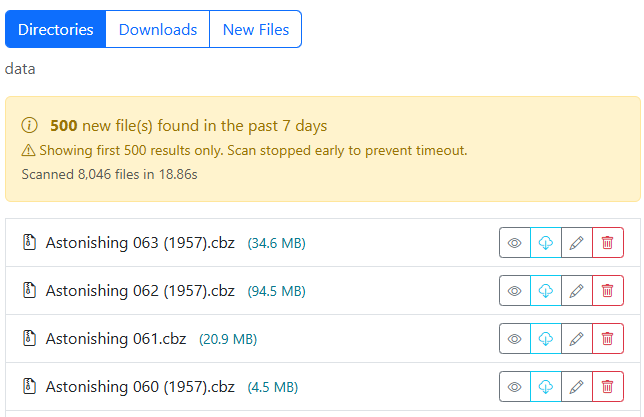 Directories Downloads New Files
data
500 new file(s) found in the past 7 days
Showing first 500 results only. Scan stopped early to prevent timeout.
Scanned 8,046 files in 18.86s
Astonishing 063 (1957).cbz (34.6 MB)
Astonishing 062 (1957).cbz (94.5 MB)
Astonishing 061.cbz (20.9 MB)
Astonishing 060 (1957).cbz (4.5 MB)